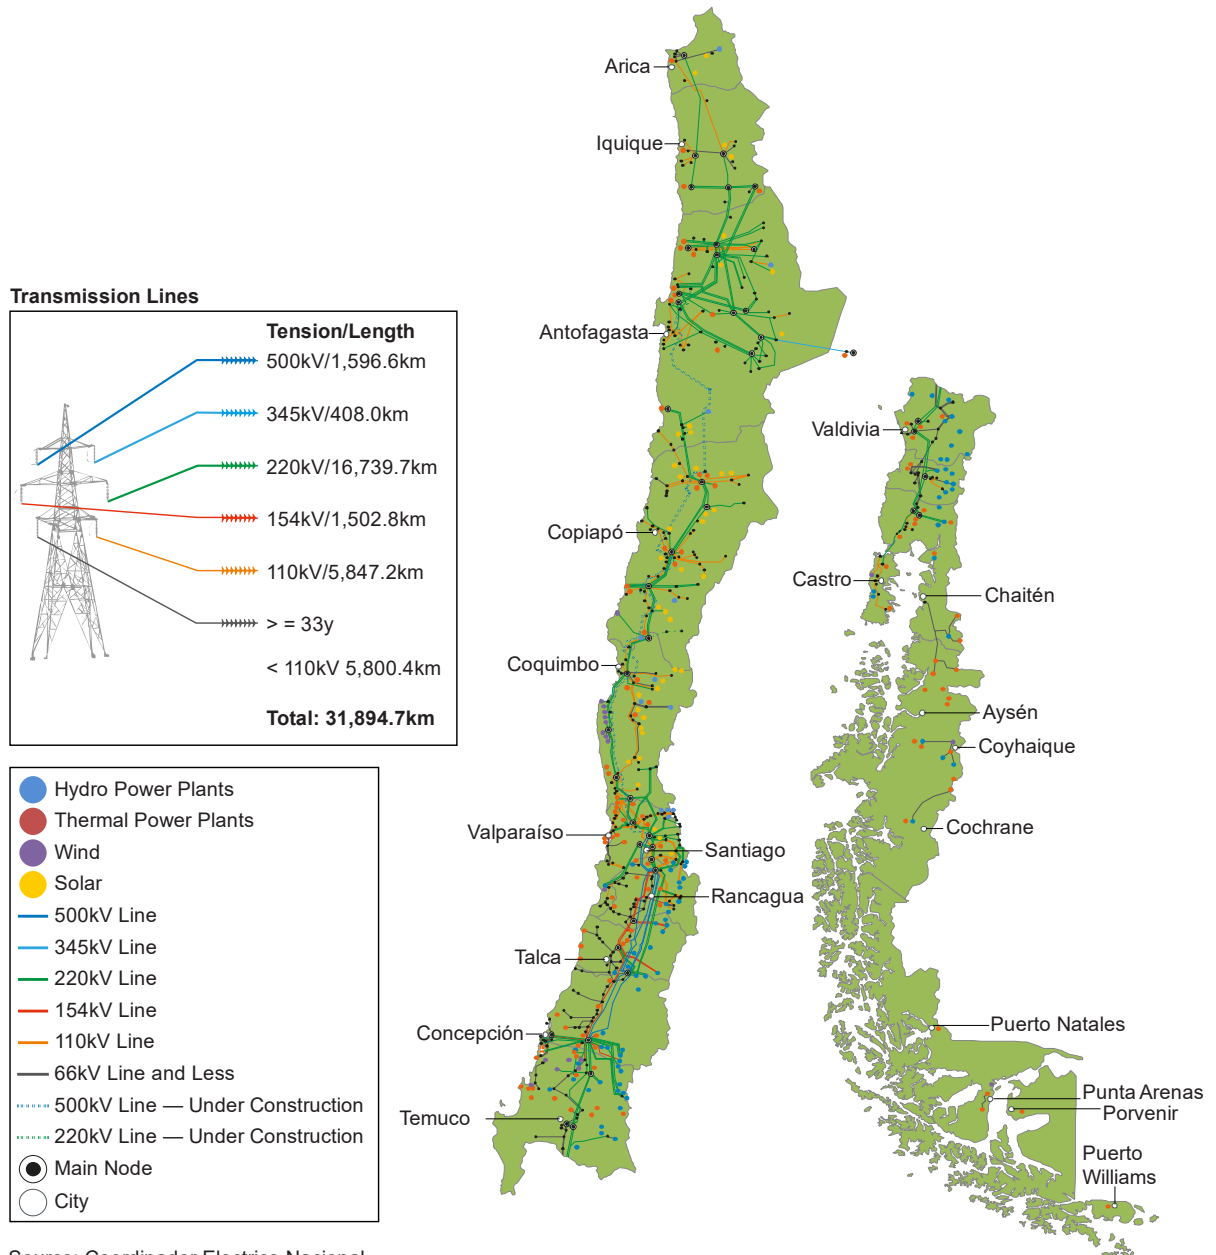 Transmission Lines
Tension/Length
500kV/1,596.6km
345kV/408.0km
220kV/16,739.7km
154kV/1,502.8km
110kV/5,847.2km
> = 33y
< 110kV 5,800.4km
Total: 31,894.7km
Hydro Power Plants
Thermal Power Plants
Wind
Solar
500kV Line
345kV Line
220kV Line
154kV Line
110kV Line
66kV Line and Less
500kV Line — Under Construction
220kV Line — Under Construction
Main Node
City
Arica
Iquique
Antofagasta
Copiapó
Coquimbo
Valparaíso
Santiago
Rancagua
Talca
Concepción
Temuco
Valdivia
Castro
Chaitén
Aysén
Coyhaique
Cochrane
Puerto Natales
Punta Arenas
Porvenir
Puerto
Williams
Source: Coordinador Electrico Nacional